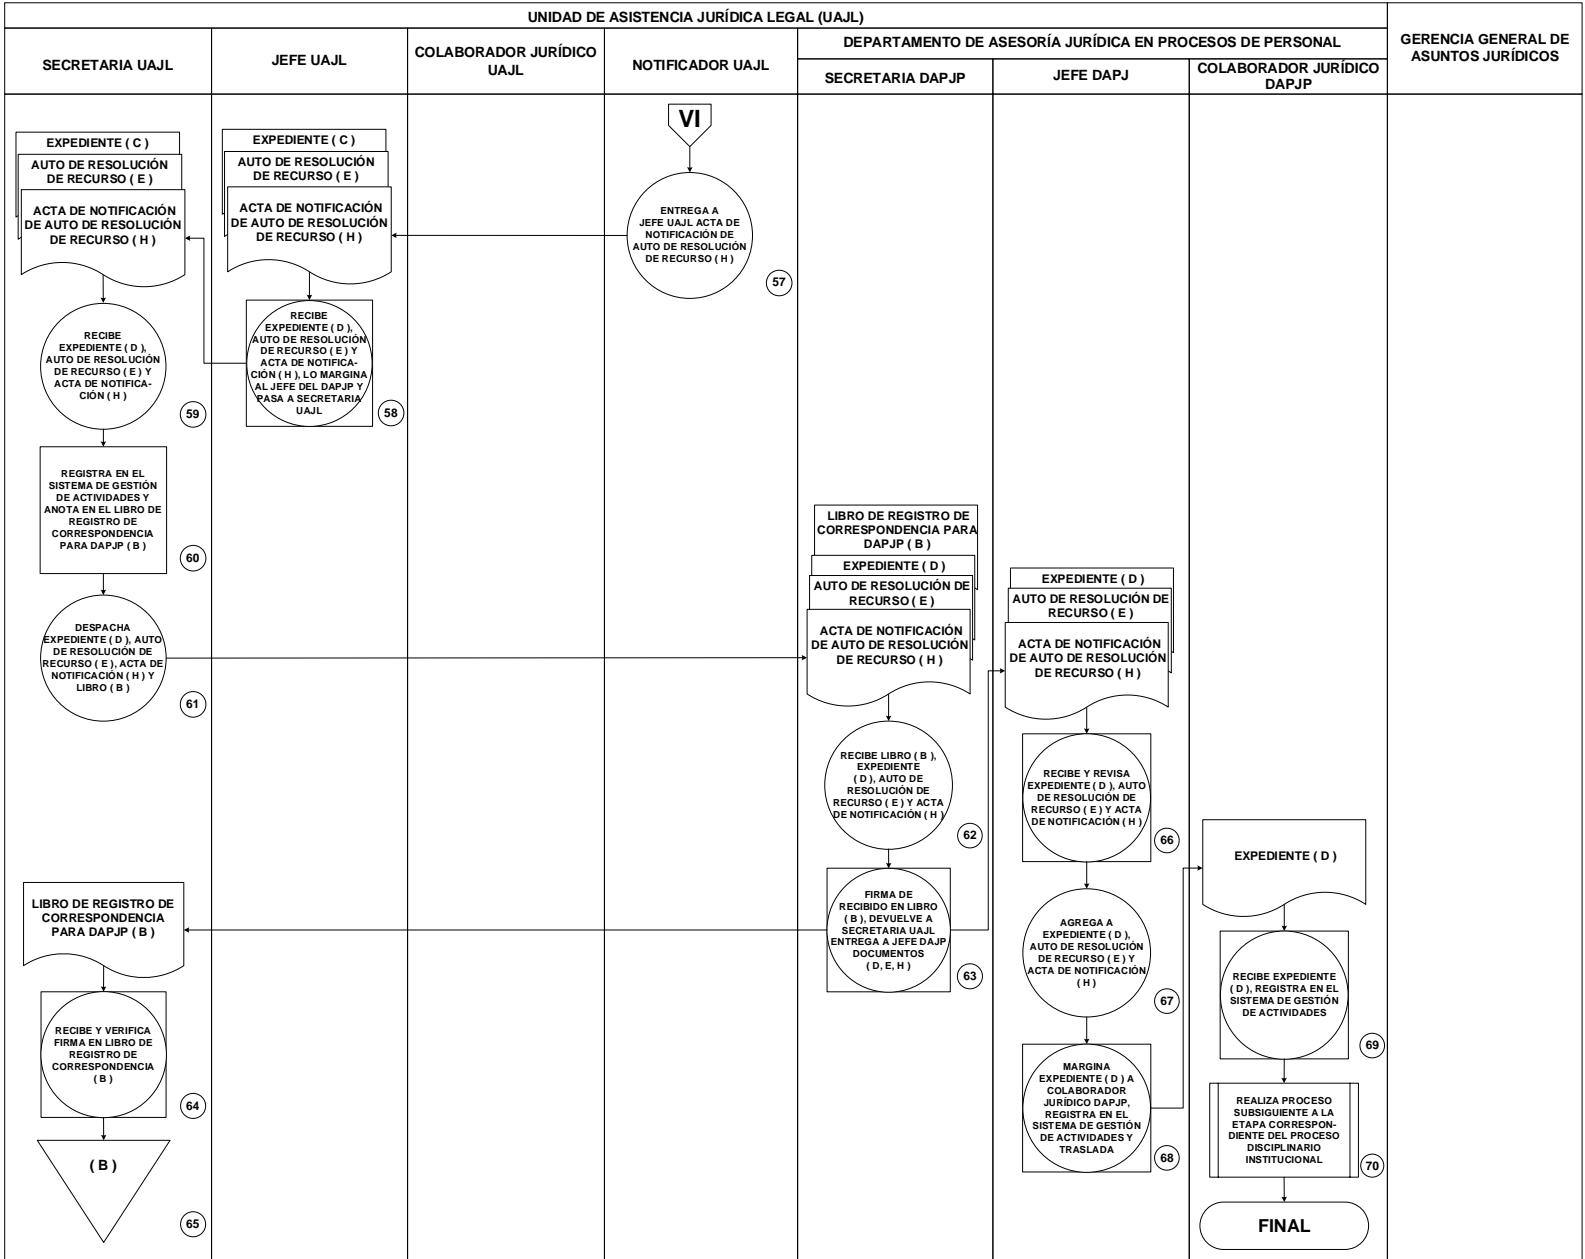 UNIDAD DE ASISTENCIA JURÍDICA LEGAL (UAJL)
GERENCIA GENERAL DE
ASUNTOS JURÍDICOS
SECRETARIA UAJL
JEFE UAJL
COLABORADOR JURÍDICO
UAJL
NOTIFICADOR UAJL
DEPARTAMENTO DE ASESORÍA JURÍDICA EN PROCESOS DE PERSONAL
SECRETARIA DAPJP
JEFE DAPJ
COLABORADOR JURÍDICO
DAPJP
VI
ENTREGA A
JEFE UAJL ACTA DE
NOTIFICACIÓN DE
AUTO DE RESOLUCIÓN
DE RECURSO ( H )
57
EXPEDIENTE ( C )
AUTO DE RESOLUCIÓN
DE RECURSO ( E )
ACTA DE NOTIFICACIÓN
DE AUTO DE RESOLUCIÓN
DE RECURSO ( H )
RECIBE
EXPEDIENTE ( D ),
AUTO DE RESOLUCIÓN
DE RECURSO ( E ) Y
ACTA DE NOTIFICA-
CIÓN ( H ), LO MARGINA
AL JEFE DEL DAPJP Y
PASA A SECRETARIA
UAJL
58
EXPEDIENTE ( C )
AUTO DE RESOLUCIÓN
DE RECURSO ( E )
ACTA DE NOTIFICACIÓN
DE AUTO DE RESOLUCIÓN
DE RECURSO ( H )
RECIBE
EXPEDIENTE ( D ),
AUTO DE RESOLUCIÓN
DE RECURSO ( E ) Y
ACTA DE NOTIFICA-
CIÓN ( H )
59
REGISTRA EN EL
SISTEMA DE GESTIÓN
DE ACTIVIDADES Y
ANOTA EN EL LIBRO DE
REGISTRO DE
CORRESPONDENCIA
PARA DAPJP ( B )
60
DESPACHA
EXPEDIENTE ( D ), AUTO
DE RESOLUCIÓN DE
RECURSO ( E ), ACTA DE
NOTIFICACIÓN ( H ) Y
LIBRO ( B )
61
LIBRO DE REGISTRO DE
CORRESPONDENCIA PARA
DAPJP ( B )
EXPEDIENTE ( D )
AUTO DE RESOLUCIÓN DE
RECURSO ( E )
ACTA DE NOTIFICACIÓN
DE AUTO DE RESOLUCIÓN
DE RECURSO ( H )
RECIBE LIBRO ( B ),
EXPEDIENTE
( D ), AUTO DE
RESOLUCIÓN DE
RECURSO ( E ) Y ACTA
DE NOTIFICACIÓN ( H )
62
FIRMA DE
RECIBIDO EN LIBRO
( B ), DEVUELVE A
SECRETARIA UAJL
ENTREGA A JEFE DAJP
DOCUMENTOS
( D, E, H )
63
LIBRO DE REGISTRO DE
CORRESPONDENCIA
PARA DAPJP ( B )
RECIBE Y VERIFICA
FIRMA EN LIBRO DE
REGISTRO DE
CORRESPONDENCIA
( B )
64
( B )
65
EXPEDIENTE ( D )
AUTO DE RESOLUCIÓN DE
RECURSO ( E )
ACTA DE NOTIFICACIÓN
DE AUTO DE RESOLUCIÓN
DE RECURSO ( H )
RECIBE Y REVISA
EXPEDIENTE ( D ), AUTO
DE RESOLUCIÓN DE
RECURSO ( E ) Y ACTA
DE NOTIFICACIÓN ( H )
66
AGREGA A
EXPEDIENTE ( D ),
AUTO DE RESOLUCIÓN
DE RECURSO ( E ) Y
ACTA DE NOTIFICACIÓN
( H )
67
MARGINA
EXPEDIENTE ( D ) A
COLABORADOR
JURÍDICO DAPJP,
REGISTRA EN EL
SISTEMA DE GESTIÓN
DE ACTIVIDADES Y
TRASLADA
68
EXPEDIENTE ( D )
RECIBE EXPEDIENTE
( D ), REGISTRA EN EL
SISTEMA DE GESTIÓN
DE ACTIVIDADES
69
REALIZA PROCESO
SUBSIGUIENTE A LA
ETAPA CORRESPON-
DIENTE DEL PROCESO
DISCIPLINARIO
INSTITUCIONAL
70
FINAL